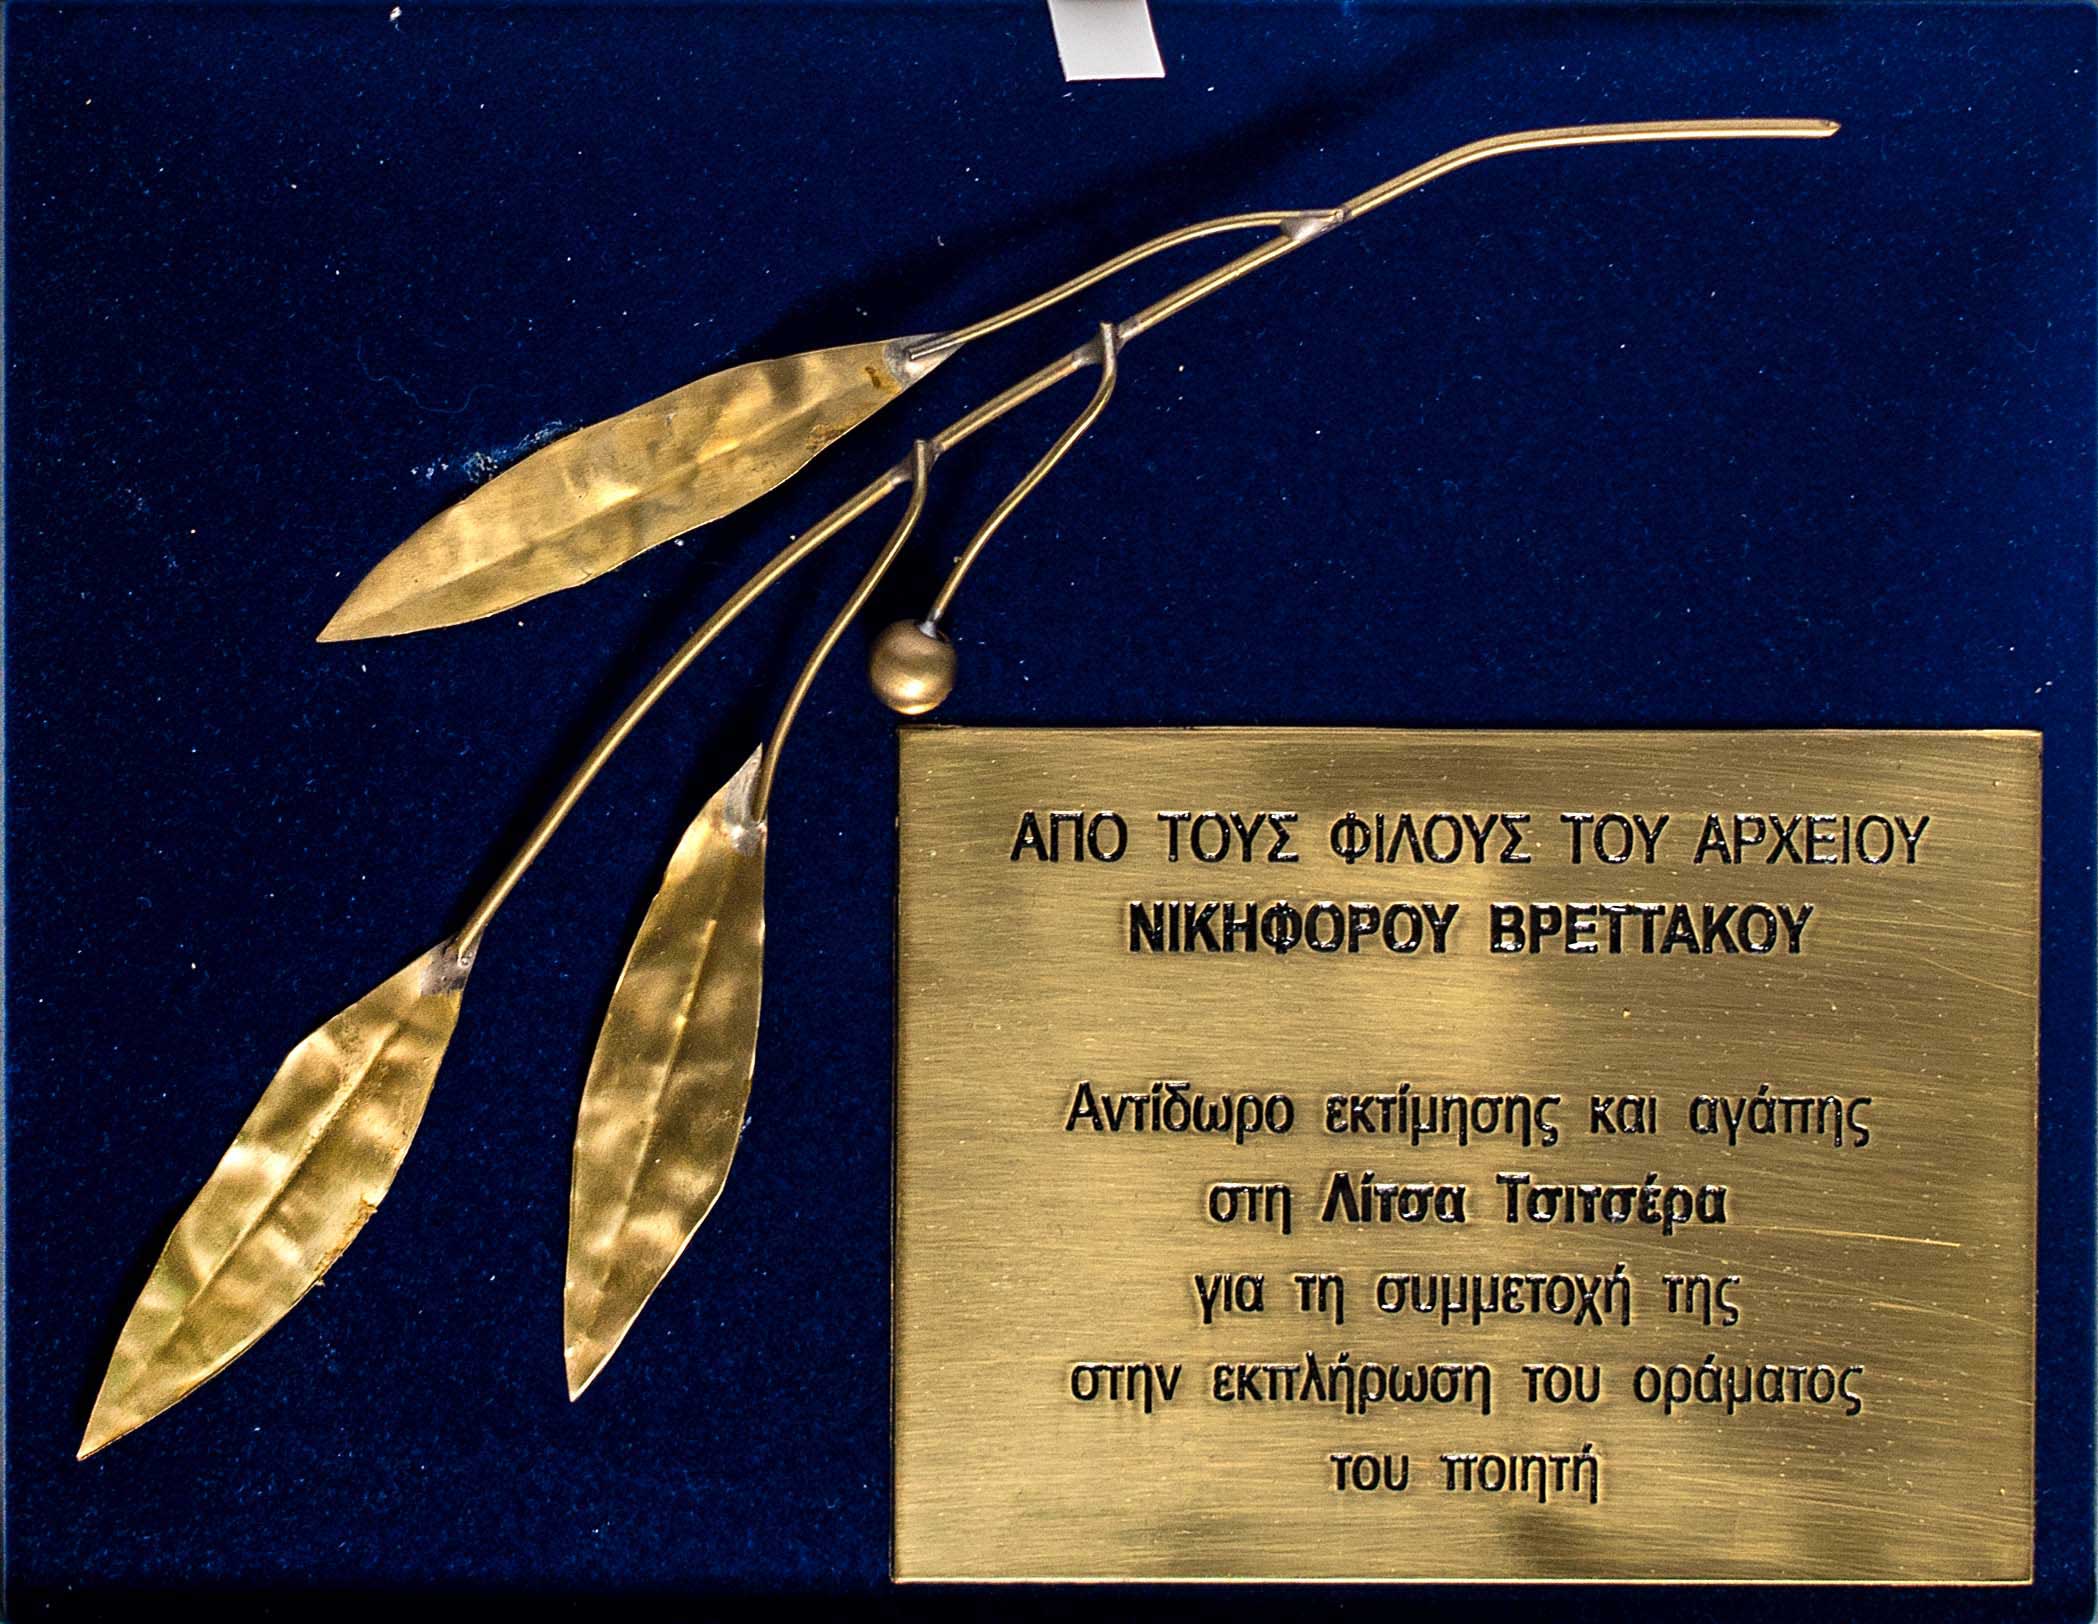 ΑΠΟ ΤΟΥΣ ΦΙΛΟΥΣ ΤΟΥ ΑΡΧΕΙΟΥ
ΝΙΚΗΦΟΡΟΥ ΒΡΕΤΤΑΚΟΥ
Αντίδωρο εκτίμησης και αγάπης
στη Λίτσα Τσιτσέρα
για τη συμμετοχή της
στην εκπλήρωση του οράματος
του ποιητή